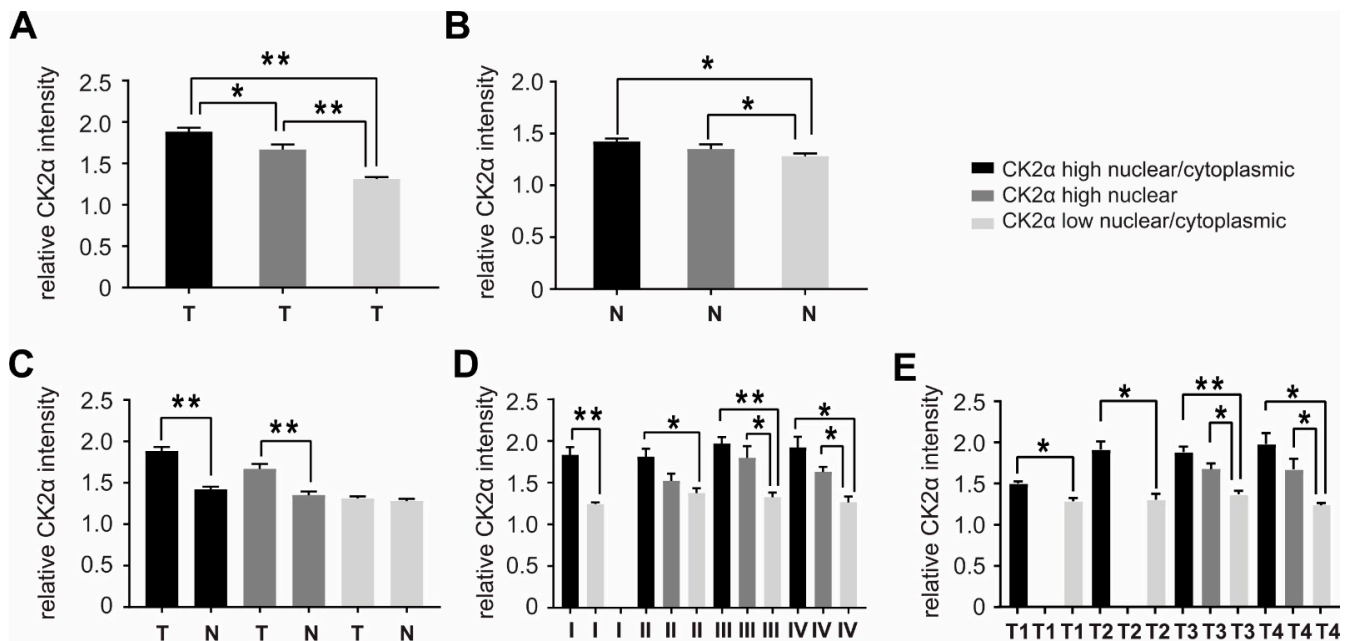 A
relative CK2α intensity
2.5
2.0
1.5
1.0
0.5
0
**
*
**
T T T
B
relative CK2α intensity
2.0
1.5
1.0
0.5
0
*
*
N N N
CK2α high nuclear/cytoplasmic
CK2α high nuclear
CK2α low nuclear/cytoplasmic
C
relative CK2α intensity
2.5
2.0
1.5
1.0
0.5
0
** **
T N T N T N
D
relative CK2α intensity
2.5
2.0
1.5
1.0
0.5
0
** * ** * * *
I I I II II II III III III IV IV IV
E
relative CK2α intensity
2.5
2.0
1.5
1.0
0.5
0
* * ** * * *
T1 T1 T1 T2 T2 T2 T3 T3 T3 T4 T4 T4